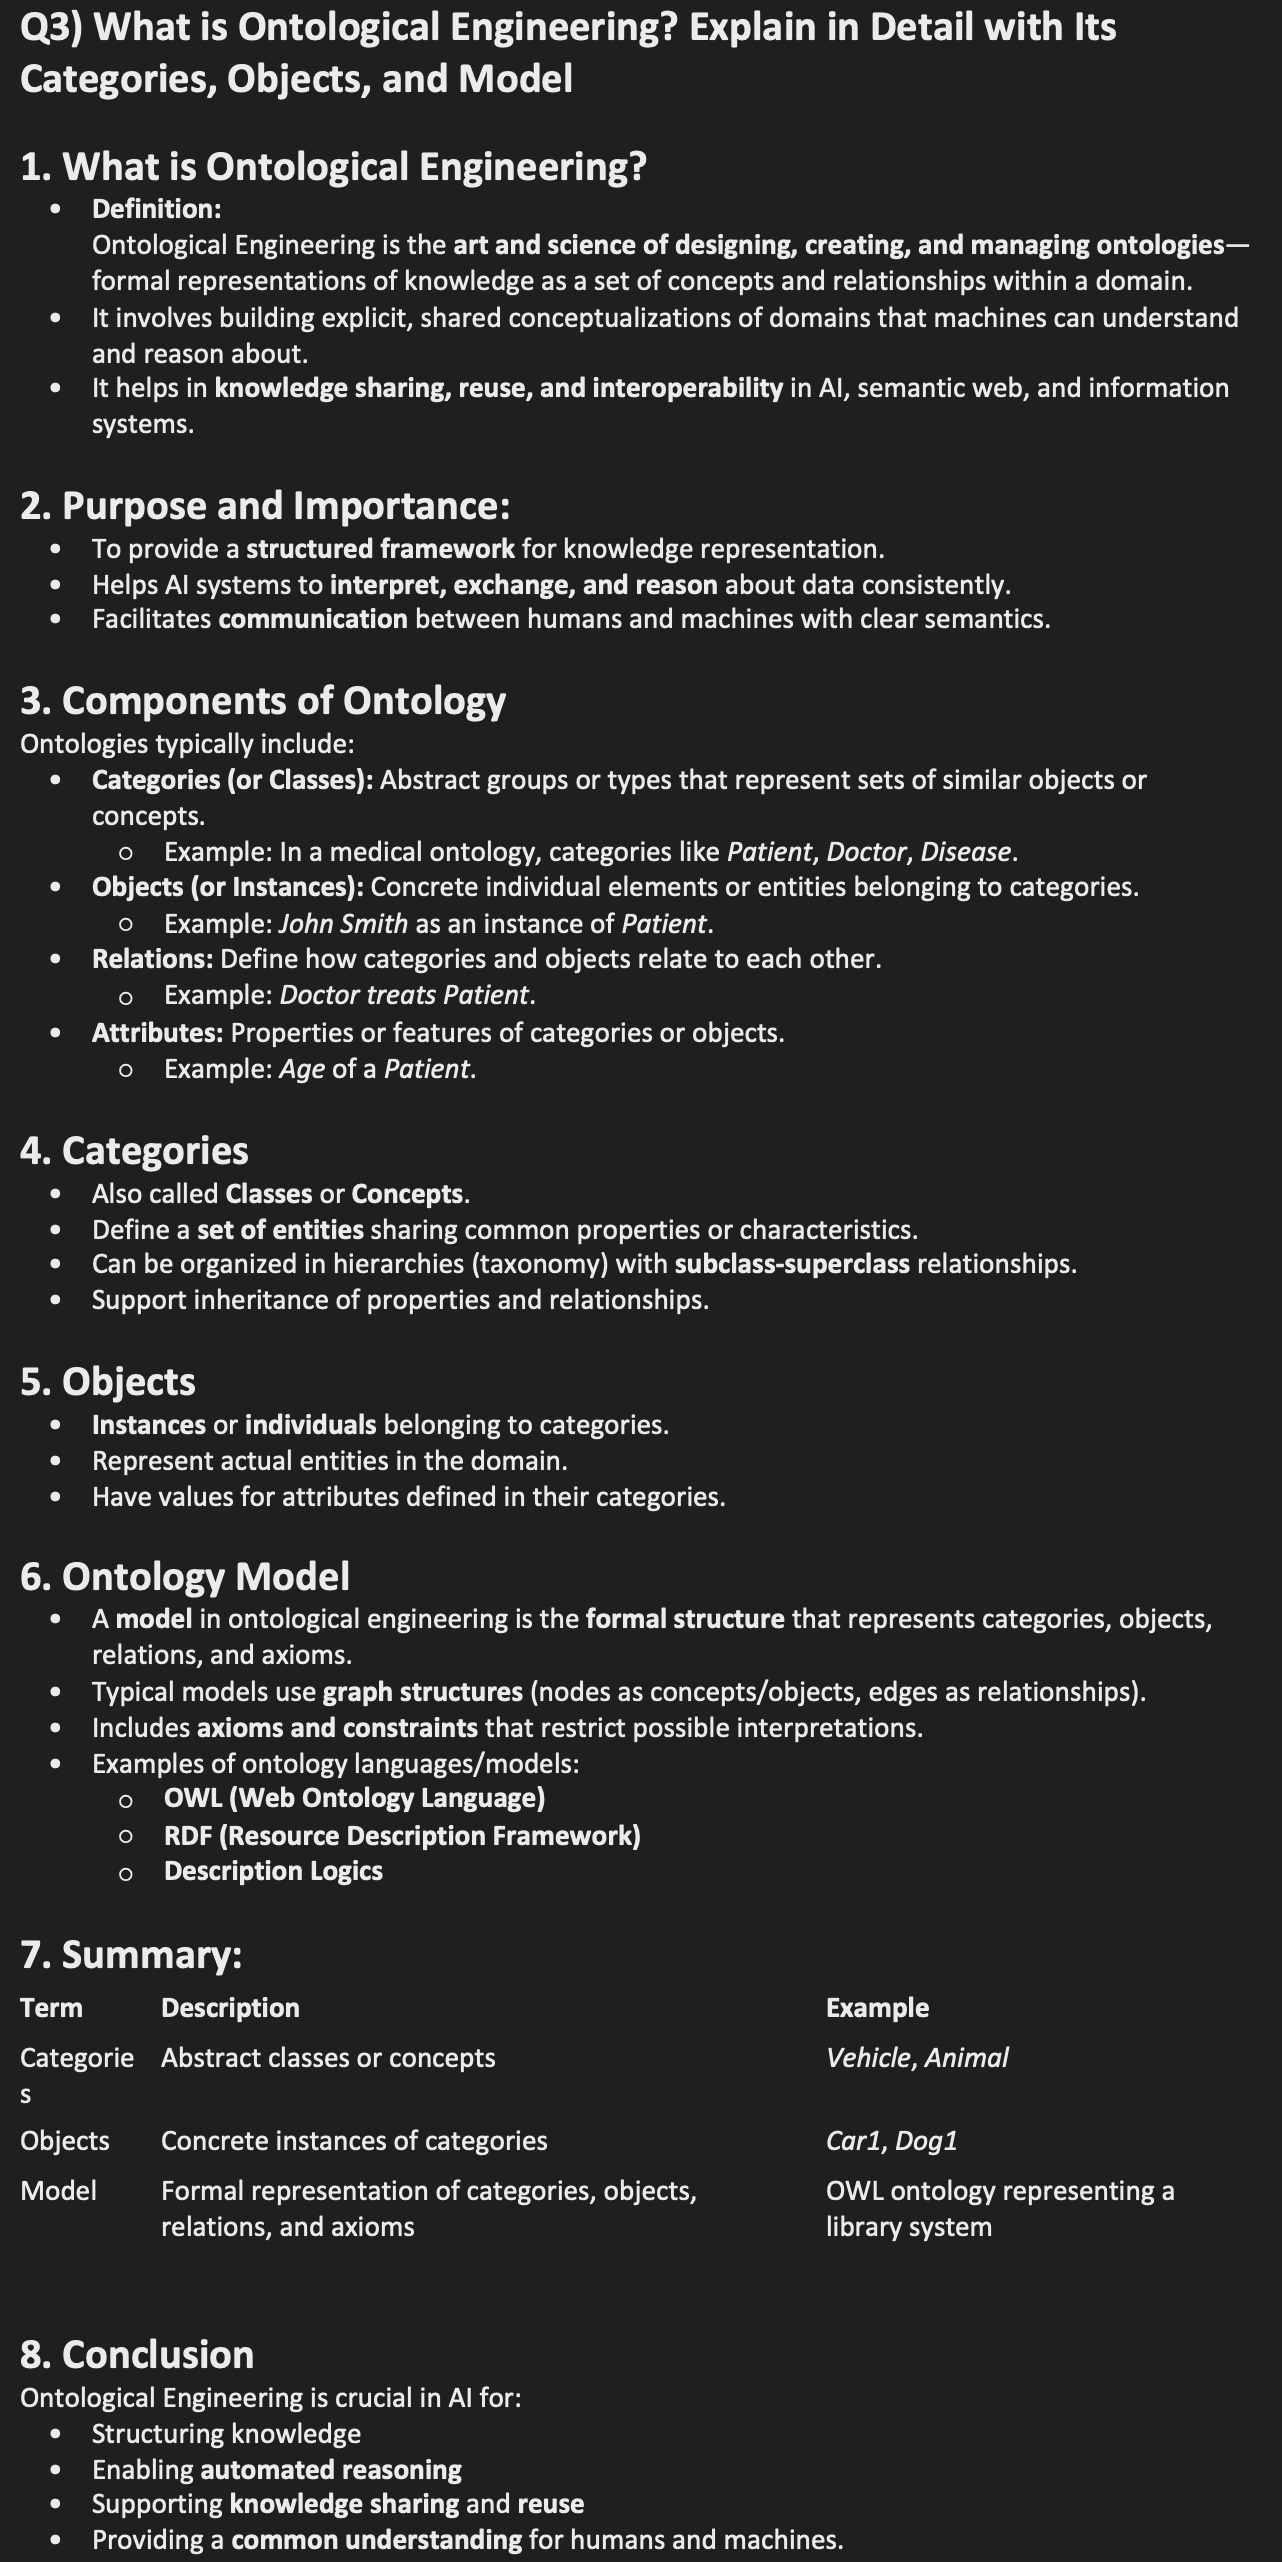 Q3) What is Ontological Engineering? Explain in Detail with Its
Categories, Objects, and Model
1. What is Ontological Engineering?
• Definition:
Ontological Engineering is the art and science of designing, creating, and managing ontologies—
formal representations of knowledge as a set of concepts and relationships within a domain.
• It involves building explicit, shared conceptualizations of domains that machines can understand
and reason about.
• It helps in knowledge sharing, reuse, and interoperability in AI, semantic web, and information
systems.
2. Purpose and Importance:
• To provide a structured framework for knowledge representation.
• Helps AI systems to interpret, exchange, and reason about data consistently.
• Facilitates communication between humans and machines with clear semantics.
3. Components of Ontology
Ontologies typically include:
• Categories (or Classes): Abstract groups or types that represent sets of similar objects or
concepts.
○ Example: In a medical ontology, categories like Patient, Doctor, Disease.
• Objects (or Instances): Concrete individual elements or entities belonging to categories.
○ Example: John Smith as an instance of Patient.
• Relations: Define how categories and objects relate to each other.
○ Example: Doctor treats Patient.
• Attributes: Properties or features of categories or objects.
○ Example: Age of a Patient.
4. Categories
• Also called Classes or Concepts.
• Define a set of entities sharing common properties or characteristics.
• Can be organized in hierarchies (taxonomy) with subclass-superclass relationships.
• Support inheritance of properties and relationships.
5. Objects
• Instances or individuals belonging to categories.
• Represent actual entities in the domain.
• Have values for attributes defined in their categories.
6. Ontology Model
• A model in ontological engineering is the formal structure that represents categories, objects,
relations, and axioms.
• Typical models use graph structures (nodes as concepts/objects, edges as relationships).
• Includes axioms and constraints that restrict possible interpretations.
• Examples of ontology languages/models:
○ OWL (Web Ontology Language)
○ RDF (Resource Description Framework)
○ Description Logics
7. Summary:
Term Description Example
Categorie Abstract classes or concepts Vehicle, Animal
s
Objects Concrete instances of categories Car1, Dog1
Model Formal representation of categories, objects, OWL ontology representing a
relations, and axioms library system
8. Conclusion
Ontological Engineering is crucial in AI for:
• Structuring knowledge
• Enabling automated reasoning
• Supporting knowledge sharing and reuse
• Providing a common understanding for humans and machines.